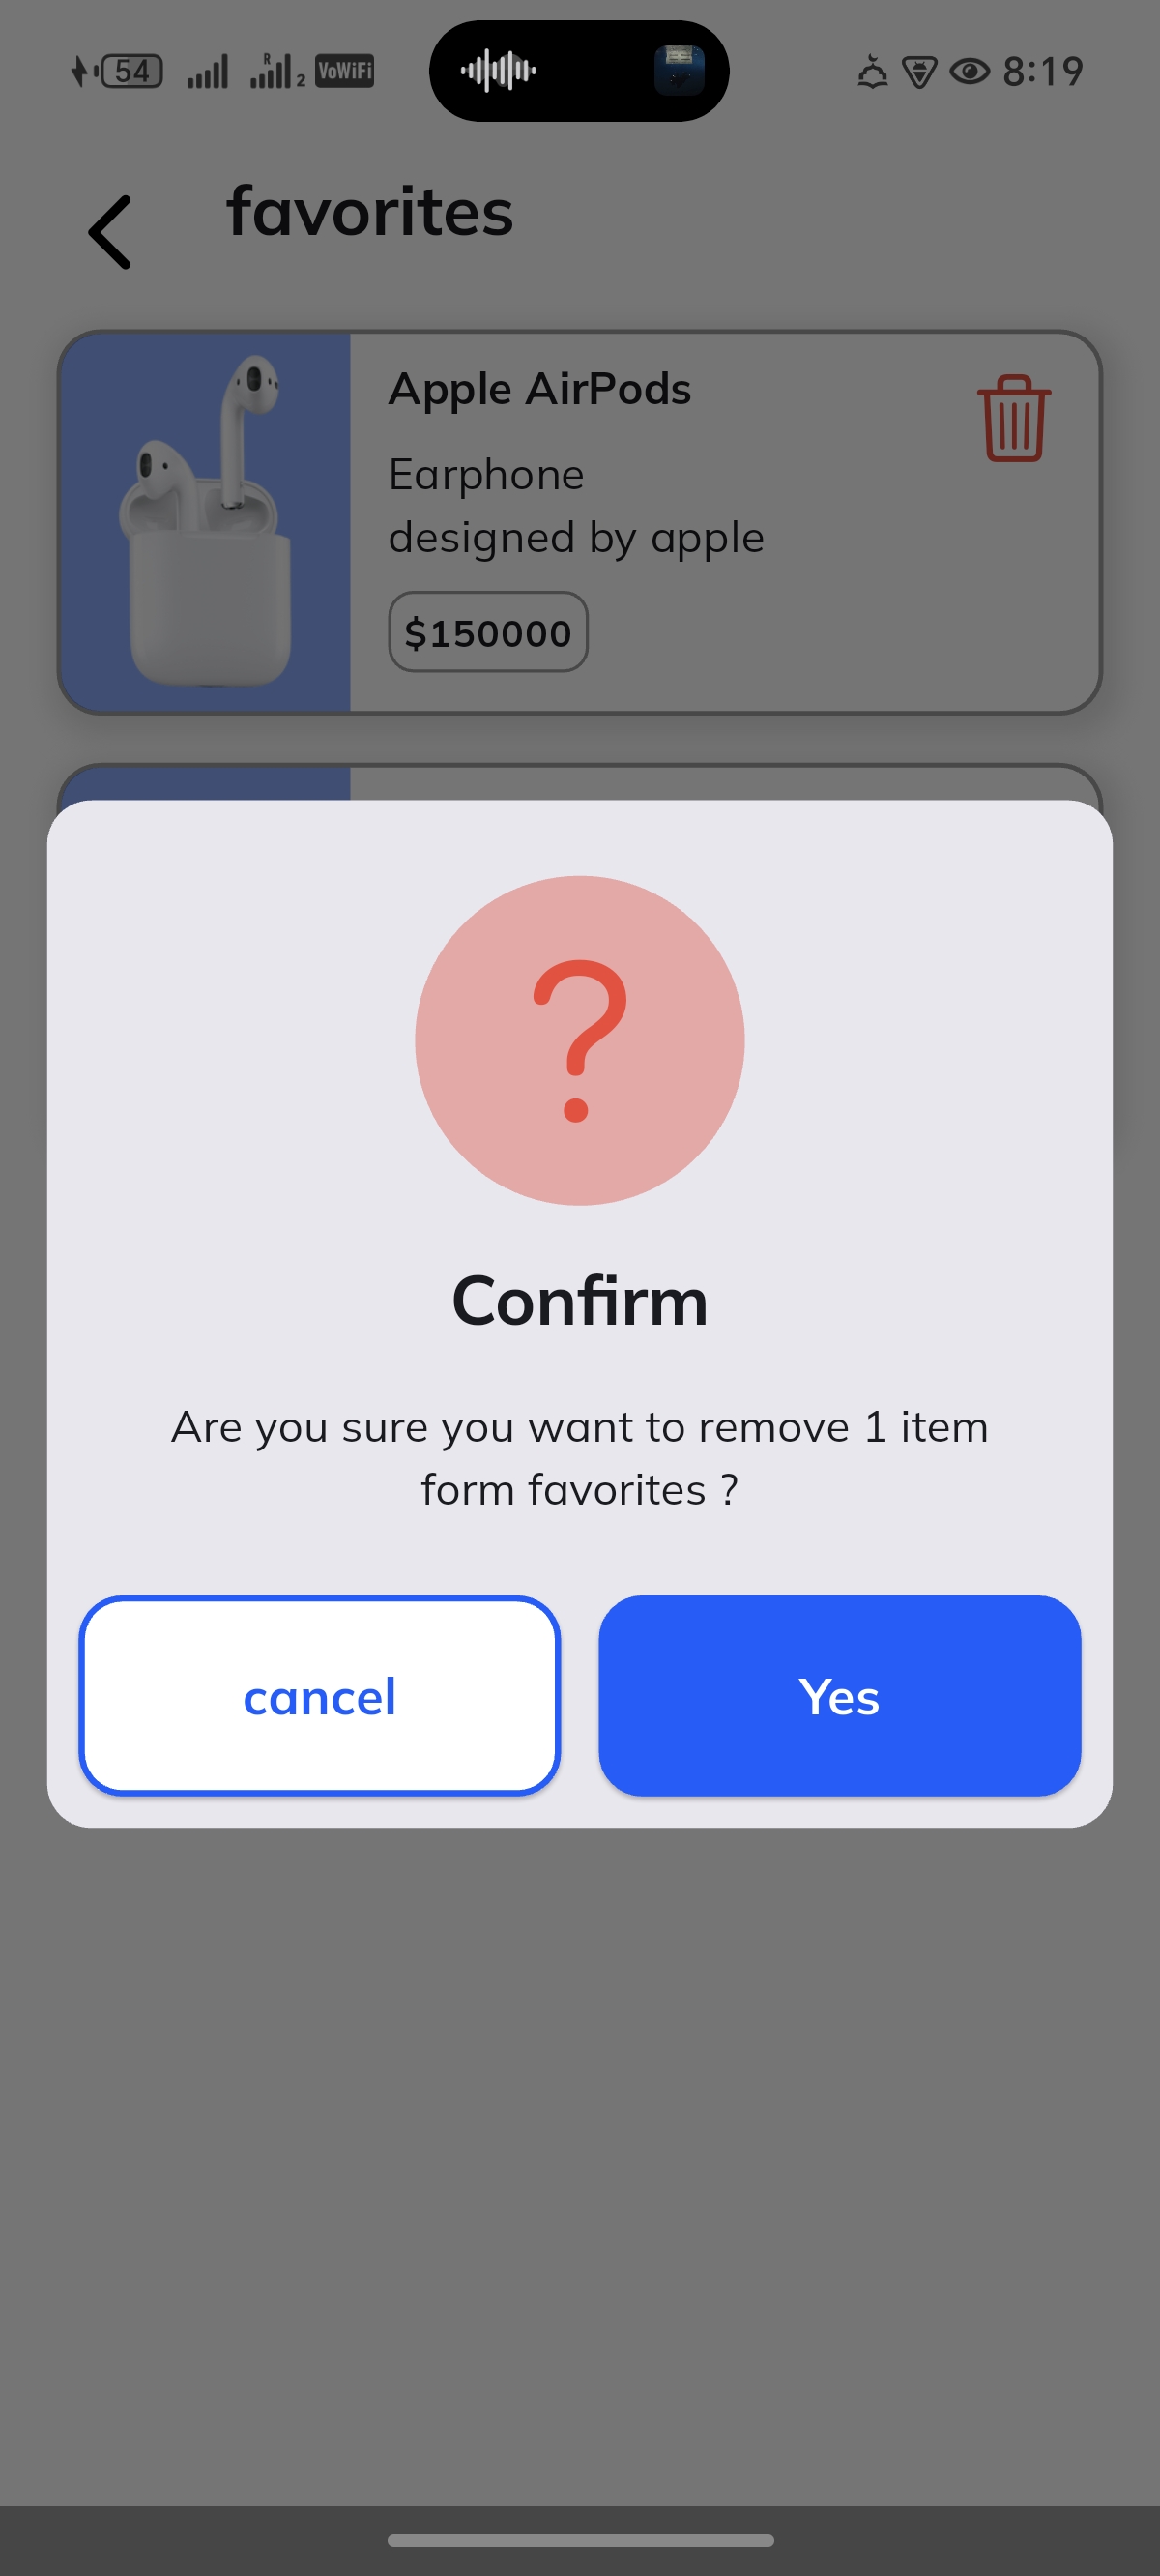 54 R 2 VoWiFi 8:19
favorites
Apple AirPods
Earphone
designed by apple
$150000
?
Confirm
Are you sure you want to remove 1 item
form favorites ?
cancel
Yes